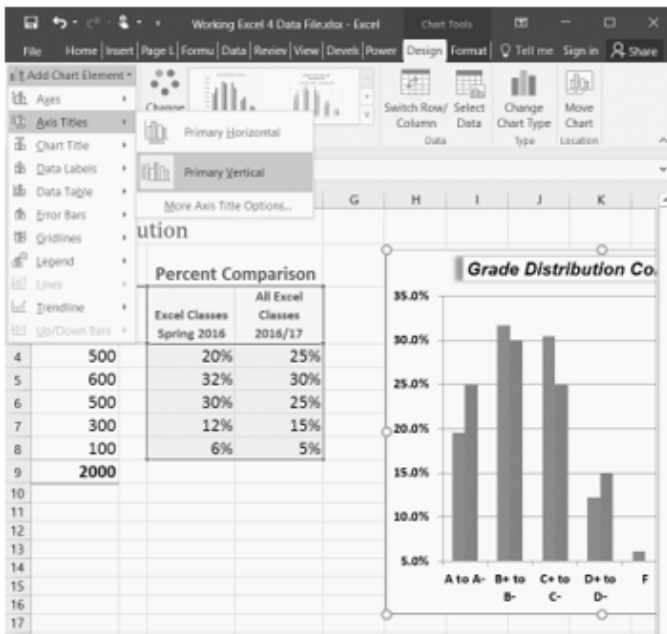 Working Excel 4 Data File.xlsx - Excel Chart Tools
File Home Insert Page L Formu Data Review View Develc Power Design Format Tell me Sign in Share
Add Chart Element
Axes
Axis Titles
Chart Title
Data Labels
Data Table
Error Bars
Gridlines
Legend
Lines
Trendline
Up/Down Bars
Change
Primary Horizontal
Primary Vertical
More Axis Title Options...
Switch Row/ Column
Select Data
Change Chart Type
Move Chart
Data Type Location
G H I J K
ution
Percent Comparison
Excel Classes Spring 2016
All Excel Classes 2016/17
4 500 20% 25%
5 600 32% 30%
6 500 30% 25%
7 300 12% 15%
8 100 6% 5%
9 2000
10
11
12
13
14
15
16
17
Grade Distribution Co
35.0%
30.0%
25.0%
20.0%
15.0%
10.0%
5.0%
A to A- B+ to B- C+ to C- D+ to D- F